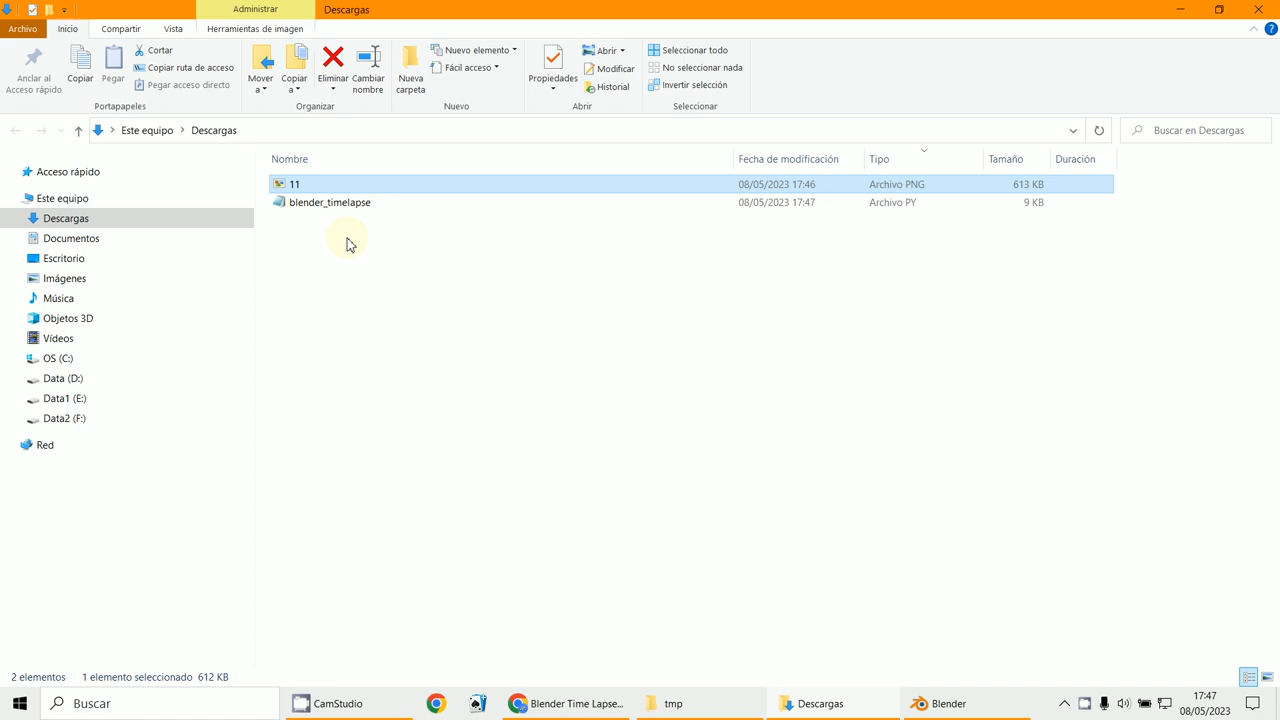 Administrar
Descargas
Archivo
Inicio
Compartir
Vista
Herramientas de imagen
Anclar al
Acceso rápido
Copiar
Pegar
Cortar
Copiar ruta de acceso
Pegar acceso directo
Portapapeles
Mover
a
Copiar
a
Eliminar
Cambiar
nombre
Organizar
Nueva
carpeta
Nuevo elemento
Fácil acceso
Nuevo
Propiedades
Abrir
Modificar
Historial
Abrir
Seleccionar todo
No seleccionar nada
Invertir selección
Seleccionar
Este equipo
Descargas
Buscar en Descargas
Nombre
Fecha de modificación
Tipo
Tamaño
Duración
11
08/05/2023 17:46
Archivo PNG
613 KB
blender_timelapse
08/05/2023 17:47
Archivo PY
9 KB
Acceso rápido
Este equipo
Descargas
Documentos
Escritorio
Imágenes
Música
Objetos 3D
Vídeos
OS (C:)
Data (D:)
Data1 (E:)
Data2 (F:)
Red
2 elementos
1 elemento seleccionado 612 KB
Buscar
CamStudio
Blender Time Lapse...
tmp
Descargas
Blender
17:47
08/05/2023